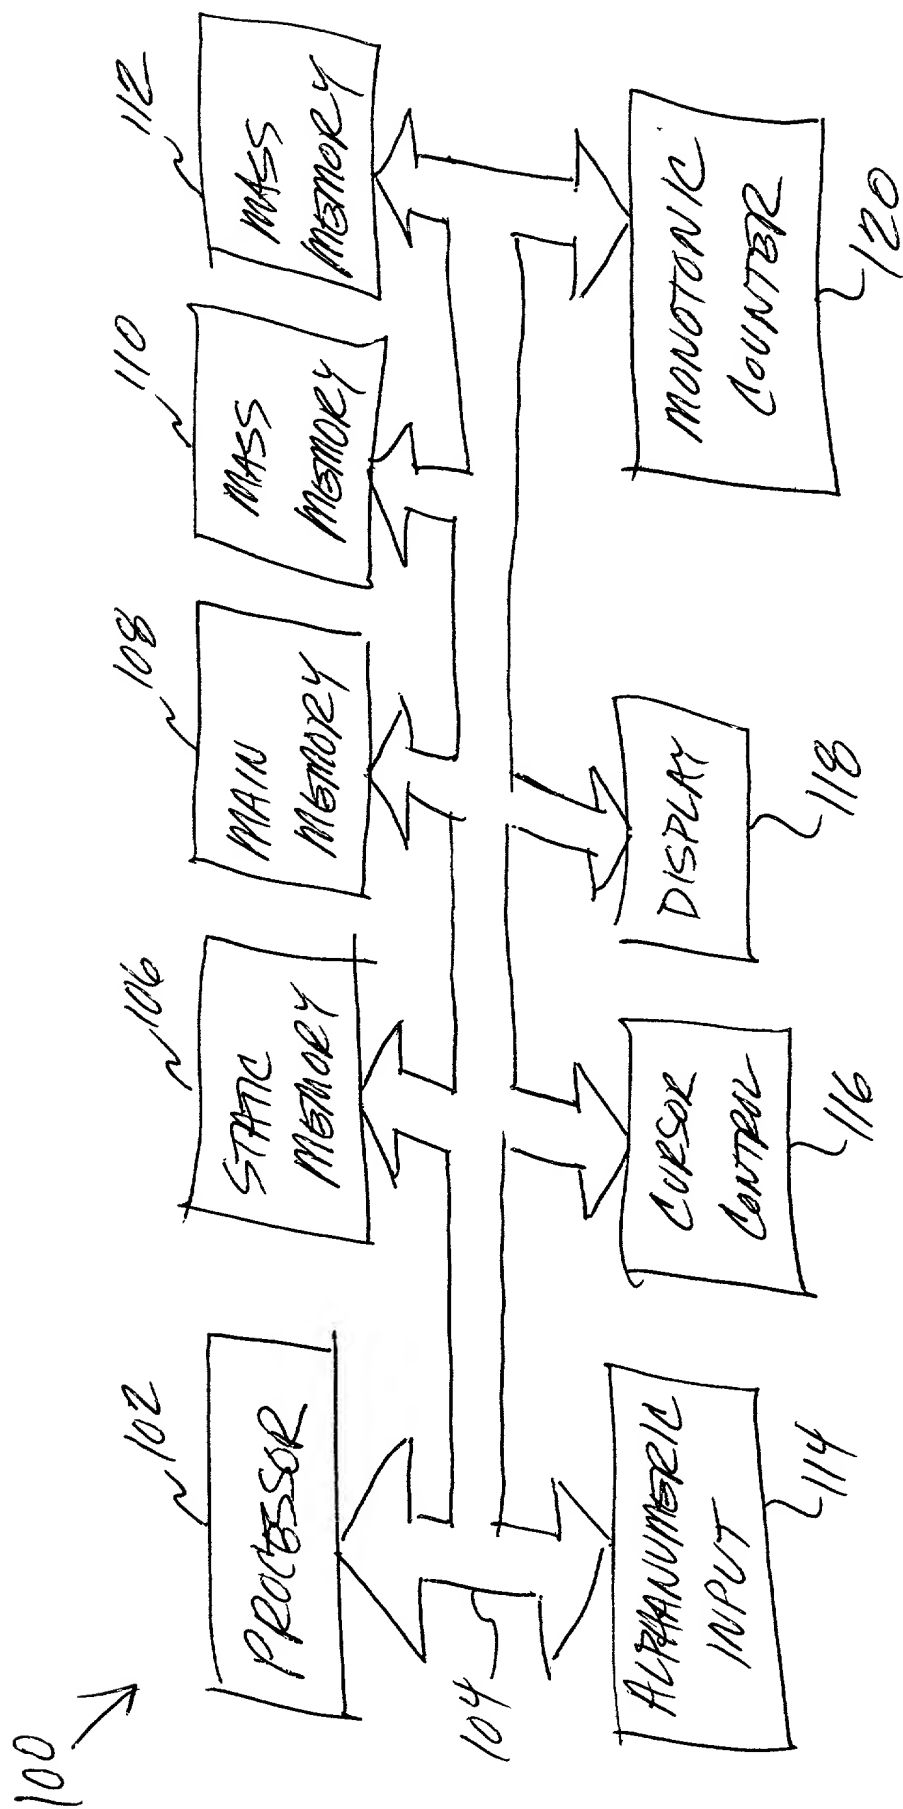 100
102
PROCESSOR
106
STATIC
MEMORY
108
MAIN
MEMORY
110
MASS
MEMORY
112
MASS
MEMORY
104
ALPHANUMERIC
INPUT
114
CURSOR
CONTROL
116
DISPLAY
118
MONOTONIC
COUNTER
120